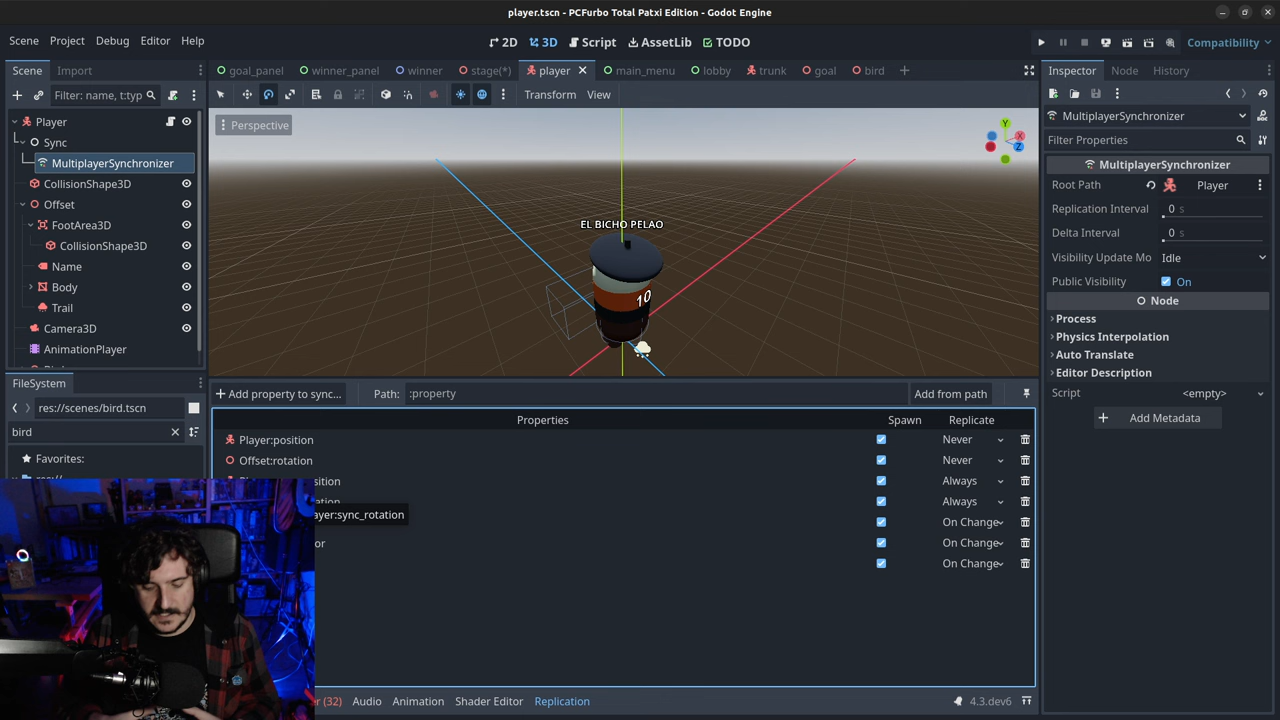 player.tscn - PCFurbo Total Patxi Edition - Godot Engine
Scene Project Debug Editor Help
2D 3D Script AssetLib TODO
Compatibility
Scene Import
goal_panel winner_panel winner stage(*) player main_menu lobby trunk goal bird
Inspector Node History
Filter: name, t:typ
Transform View
Player
Sync
MultiplayerSynchronizer
CollisionShape3D
Offset
FootArea3D
CollisionShape3D
Name
Body
Trail
Camera3D
AnimationPlayer
FileSystem
res://scenes/bird.tscn
bird
Favorites:
Perspective
Y
X
Z
EL BICHO PELAO
10
Add property to sync...
Path: :property
Add from path
Properties Spawn Replicate
Player:position Never
Offset:rotation Never
sition Always
Always
ayer:sync_rotation
On Change
or On Change
On Change
(32) Audio Animation Shader Editor Replication
4.3.dev6
MultiplayerSynchronizer
Filter Properties
MultiplayerSynchronizer
Root Path Player
Replication Interval 0 s
Delta Interval 0 s
Visibility Update Mo Idle
Public Visibility On
Node
Process
Physics Interpolation
Auto Translate
Editor Description
Script <empty>
Add Metadata